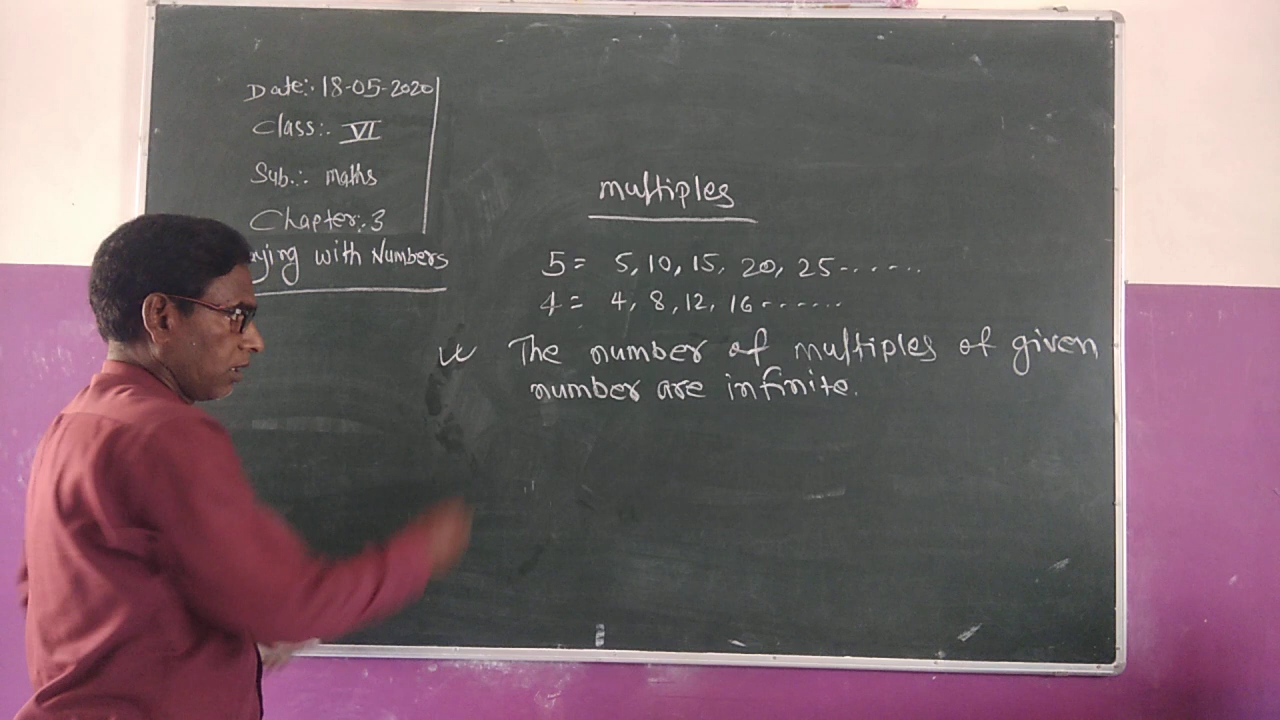 Date:. 18-05-2020
Class:. VI
Sub.:. maths
Chapter:. 3
with Numbers
multiples
5 = 5, 10, 15, 20, 25-......
4 = 4, 8, 12, 16-......
The number of multiples of given
number are infinite.